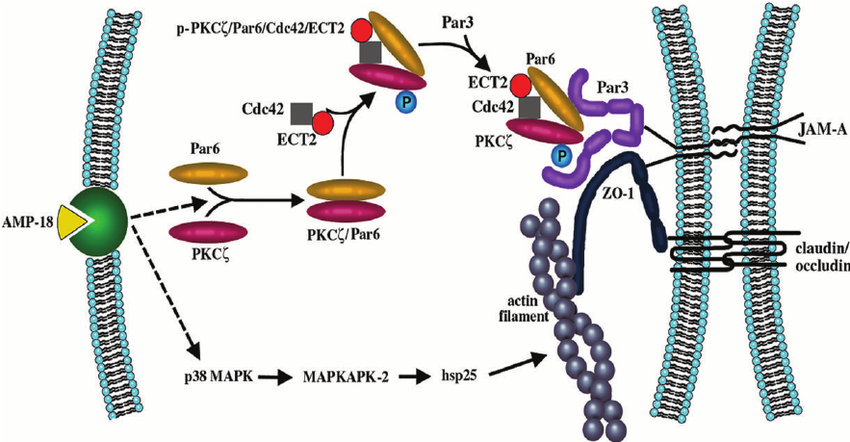 p-PKCζ/Par6/Cdc42/ECT2
Par3
Par6
Par3
ECT2
Cdc42
PKCζ
P
P
Cdc42
ECT2
JAM-A
Par6
AMP-18
PKCζ
PKCζ/Par6
ZO-1
claudin/
occludin
actin
filament
p38 MAPK
MAPKAPK-2
hsp25